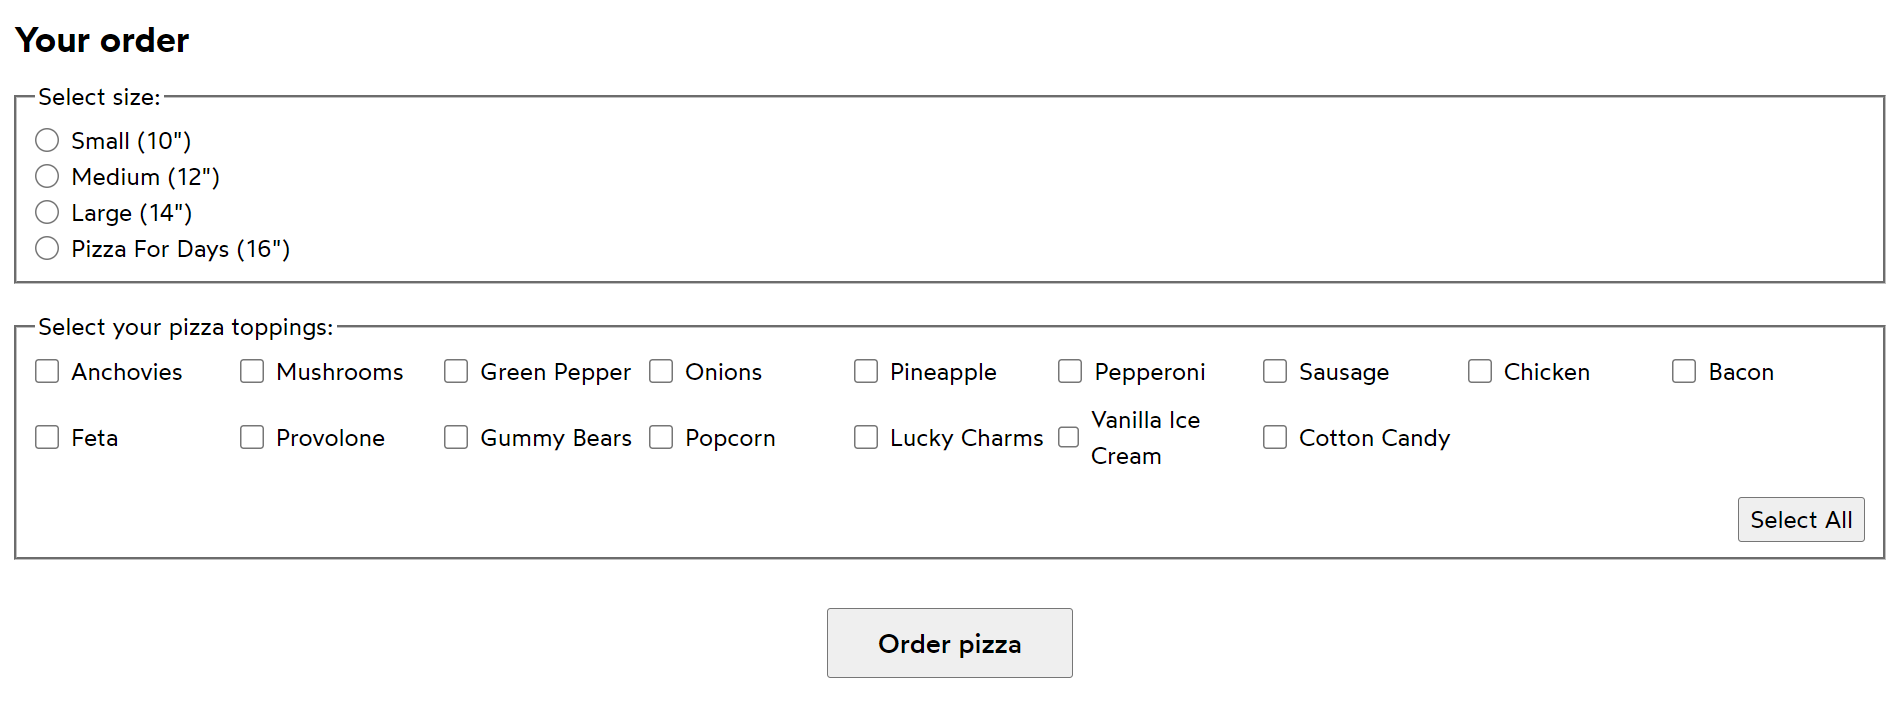 Your order
Select size:
Small (10")
Medium (12")
Large (14")
Pizza For Days (16")
Select your pizza toppings:
Anchovies Mushrooms Green Pepper Onions Pineapple Pepperoni Sausage Chicken Bacon
Feta Provolone Gummy Bears Popcorn Lucky Charms Vanilla Ice Cream Cotton Candy
Select All
Order pizza